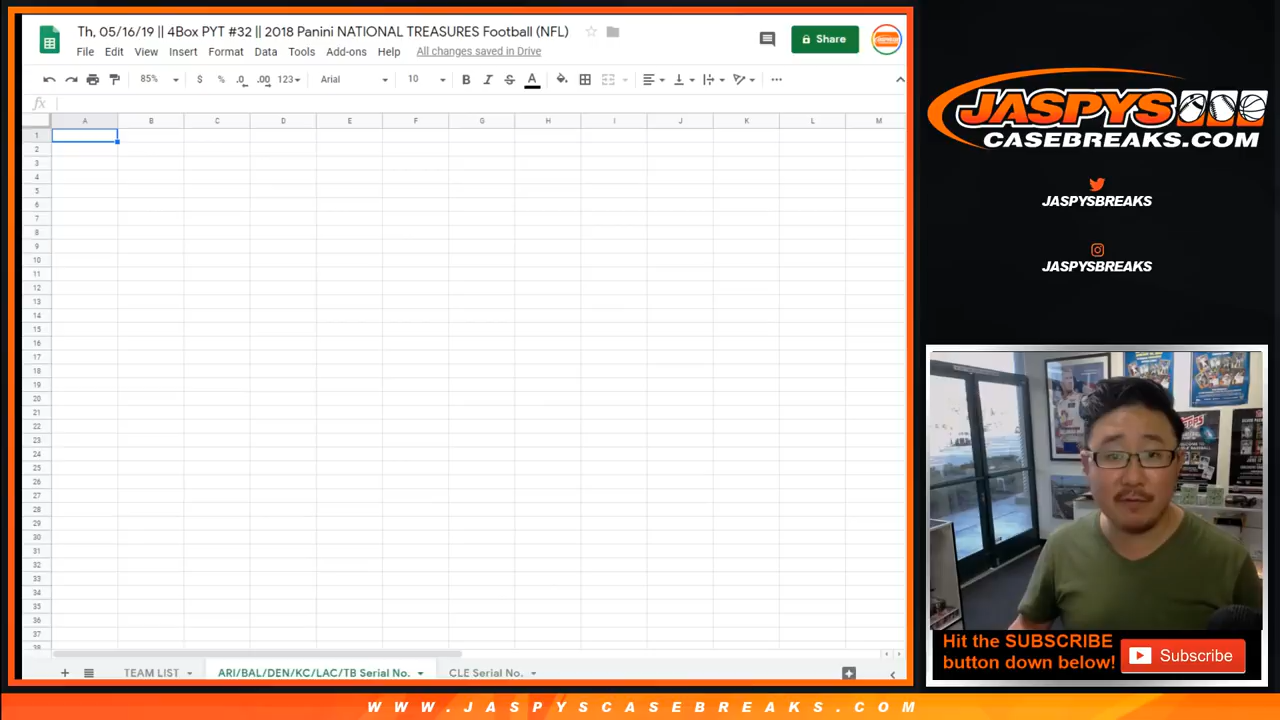 Th, 05/16/19 || 4Box PYT #32 || 2018 Panini NATIONAL TREASURES Football (NFL)
Share
File Edit View Insert Format Data Tools Add-ons Help All changes saved in Drive
85% $ % .0 .00 123 Arial 10 B I S A
fx
A B C D E F G H I J K L M
1
2
3
4
5
6
7
8
9
10
11
12
13
14
15
16
17
18
19
20
21
22
23
24
25
26
27
28
29
30
31
32
33
34
35
36
37
38
TEAM LIST ARI/BAL/DEN/KC/LAC/TB Serial No. CLE Serial No.
JASPYS
CASEBREAKS.COM
JASPYSBREAKS
JASPYSBREAKS
Hit the SUBSCRIBE
button down below!
Subscribe
WWW.JASPYSCASEBREAKS.COM